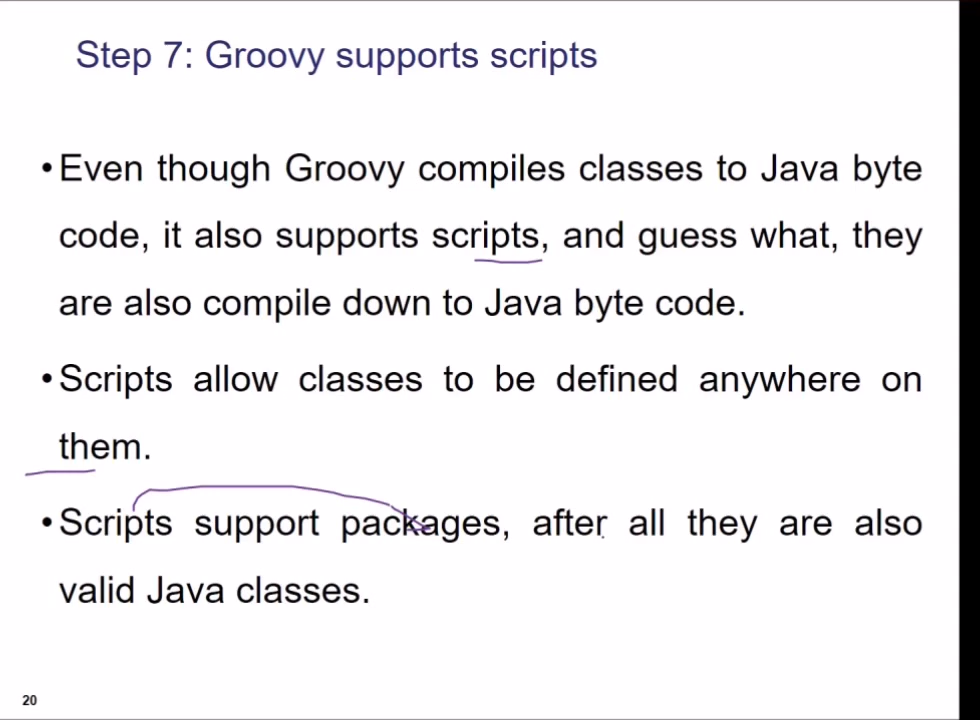 Step 7: Groovy supports scripts
•Even though Groovy compiles classes to Java byte
code, it also supports scripts, and guess what, they
are also compile down to Java byte code.
•Scripts allow classes to be defined anywhere on
them.
•Scripts support packages, after all they are also
valid Java classes.
20